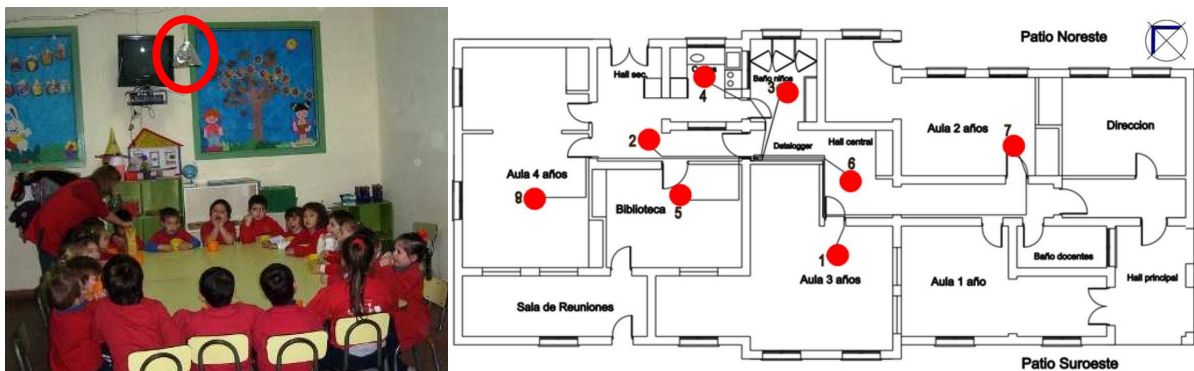 Patio Noreste
Hall sec.
Baño niños
3
4
Aula 2 años
7
Direccion
2
Datalogger
Hall central
Aula 4 años
6
8
Biblioteca
5
1
Aula 3 años
Aula 1 año
Baño docentes
Hall principal
Sala de Reuniones
Patio Suroeste